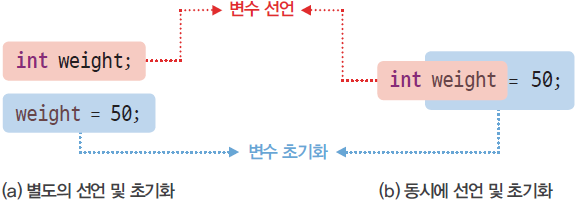 변수 선언
int weight;
int weight = 50;
weight = 50;
변수 초기화
(a) 별도의 선언 및 초기화
(b) 동시에 선언 및 초기화